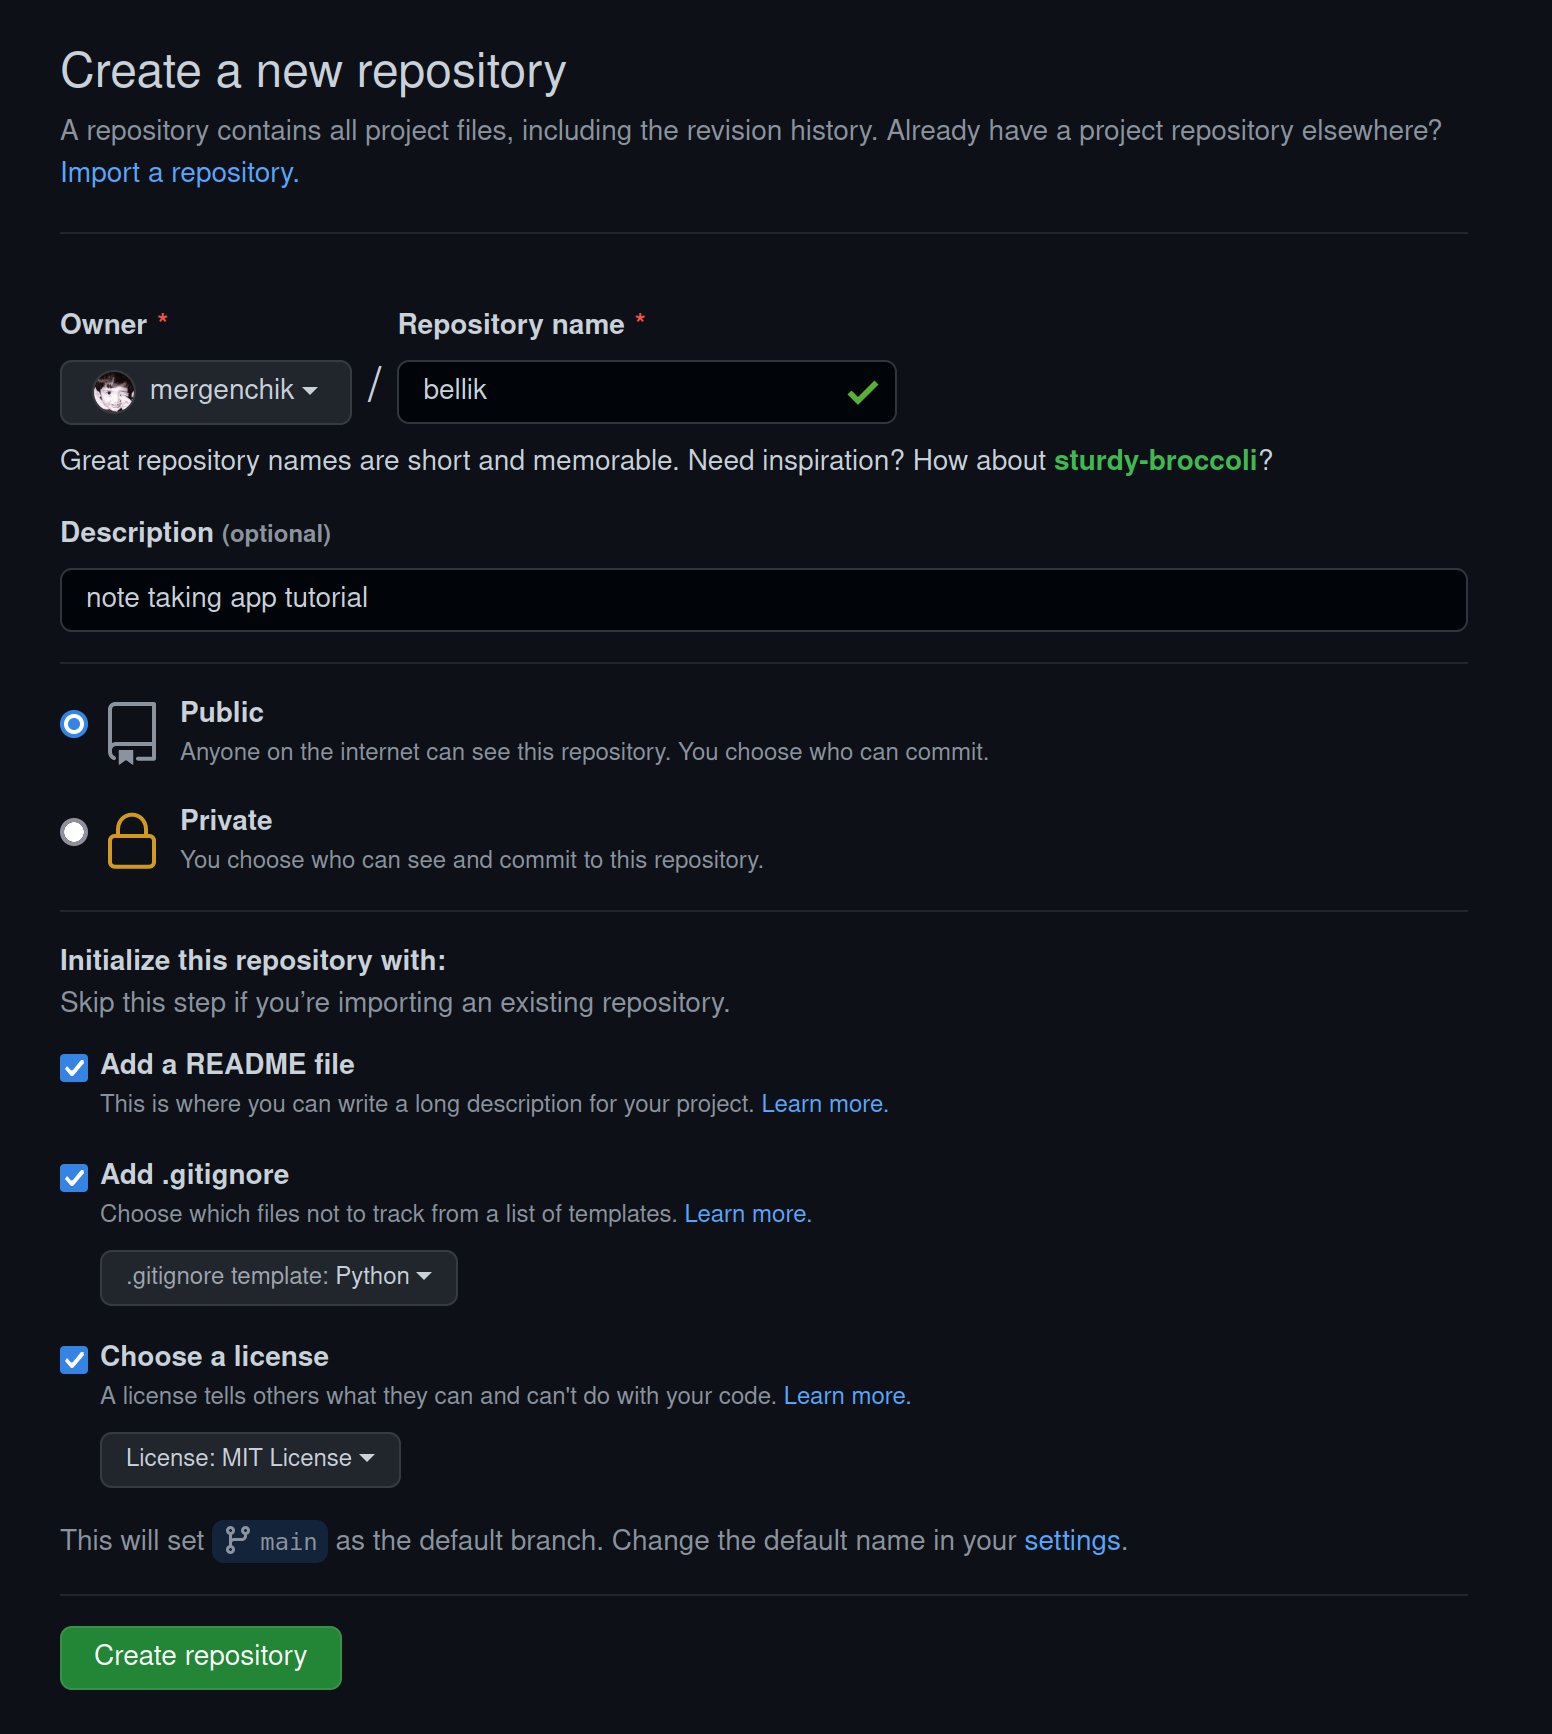 Create a new repository
A repository contains all project files, including the revision history. Already have a project repository elsewhere?
Import a repository.
Owner * Repository name *
mergenchik / bellik
Great repository names are short and memorable. Need inspiration? How about sturdy-broccoli?
Description (optional)
note taking app tutorial
Public
Anyone on the internet can see this repository. You choose who can commit.
Private
You choose who can see and commit to this repository.
Initialize this repository with:
Skip this step if you’re importing an existing repository.
Add a README file
This is where you can write a long description for your project. Learn more.
Add .gitignore
Choose which files not to track from a list of templates. Learn more.
.gitignore template: Python
Choose a license
A license tells others what they can and can't do with your code. Learn more.
License: MIT License
This will set main as the default branch. Change the default name in your settings.
Create repository